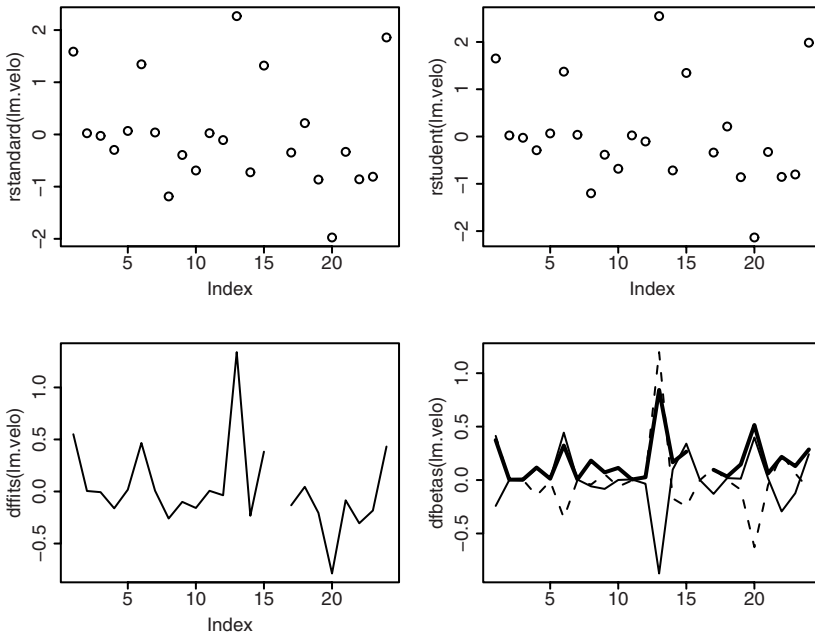 rstandard(lm.velo)
2
1
0
−1
−2
5 10 15 20
Index
rstudent(lm.velo)
2
1
0
−1
−2
5 10 15 20
Index
dffits(lm.velo)
1.0
0.5
0.0
−0.5
5 10 15 20
Index
dfbetas(lm.velo)
1.0
0.5
0.0
−0.5
5 10 15 20